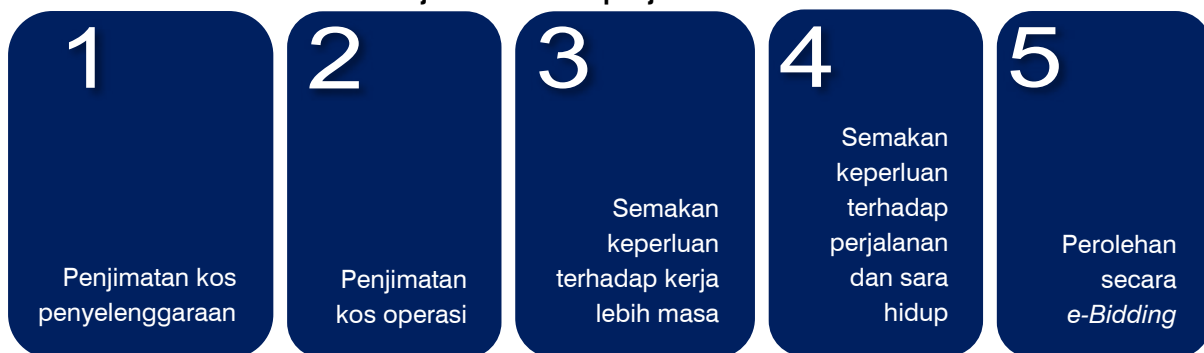 1
Penjimatan kos
penyelenggaraan
2
Penjimatan
kos operasi
3
Semakan
keperluan
terhadap kerja
lebih masa
4
Semakan
keperluan
terhadap
perjalanan
dan sara
hidup
5
Perolehan
secara
e-Bidding